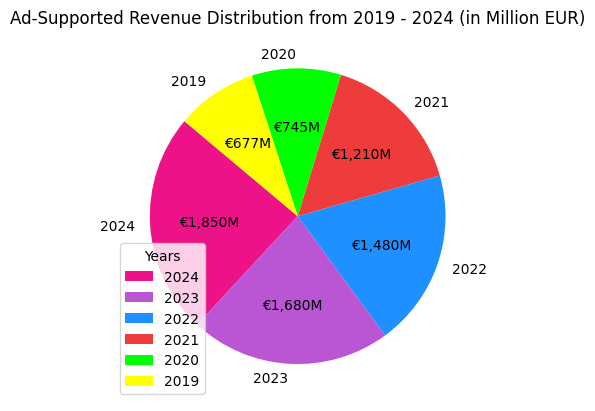 Ad-Supported Revenue Distribution from 2019 - 2024 (in Million EUR)
2020
2019
2021
€745M
€677M
€1,210M
2024
€1,850M
€1,480M
2022
€1,680M
2023
Years
2024
2023
2022
2021
2020
2019